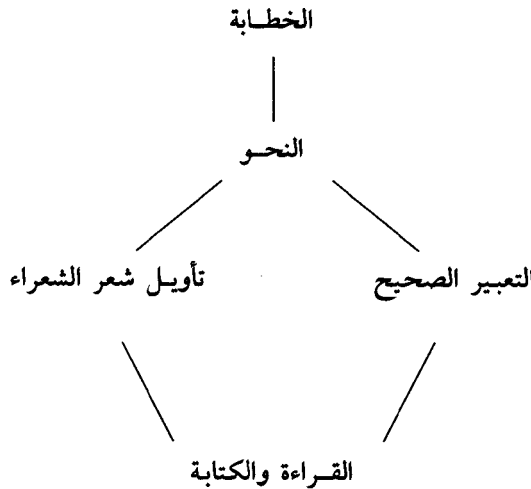 الخطابة
النحو
التعبير الصحيح
تأويل شعر الشعراء
القراءة والكتابة